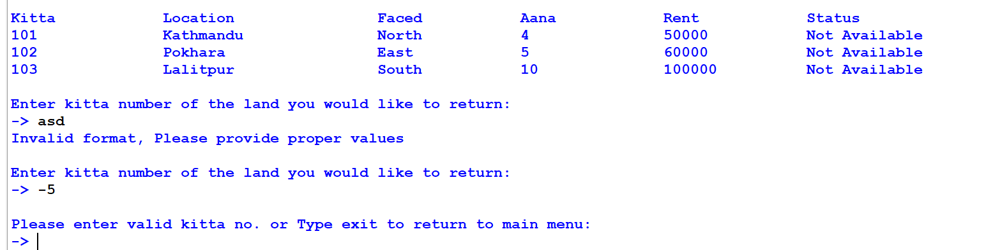 Kitta Location Faced Aana Rent Status
101 Kathmandu North 4 50000 Not Available
102 Pokhara East 5 60000 Not Available
103 Lalitpur South 10 100000 Not Available
Enter kitta number of the land you would like to return:
-> asd
Invalid format, Please provide proper values
Enter kitta number of the land you would like to return:
-> -5
Please enter valid kitta no. or Type exit to return to main menu:
->